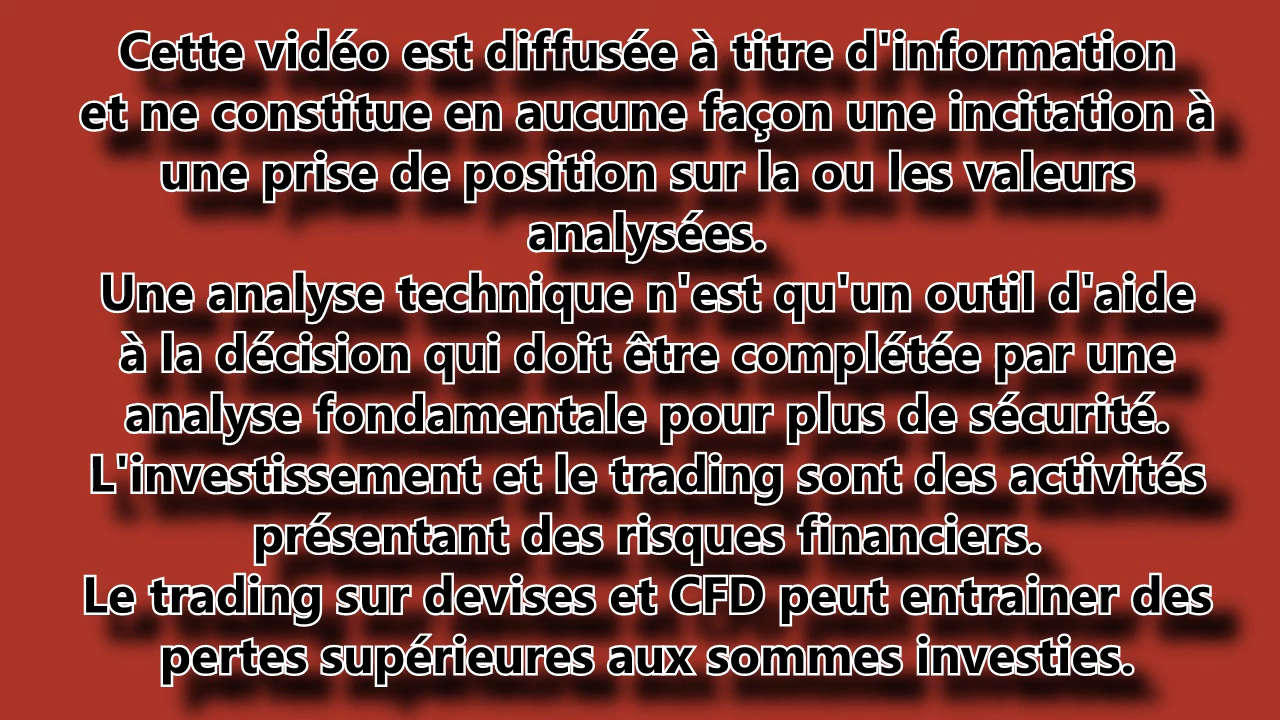 Cette vidéo est diffusée à titre d'information
et ne constitue en aucune façon une incitation à
une prise de position sur la ou les valeurs
analysées.
Une analyse technique n'est qu'un outil d'aide
à la décision qui doit être complétée par une
analyse fondamentale pour plus de sécurité.
L'investissement et le trading sont des activités
présentant des risques financiers.
Le trading sur devises et CFD peut entrainer des
pertes supérieures aux sommes investies.